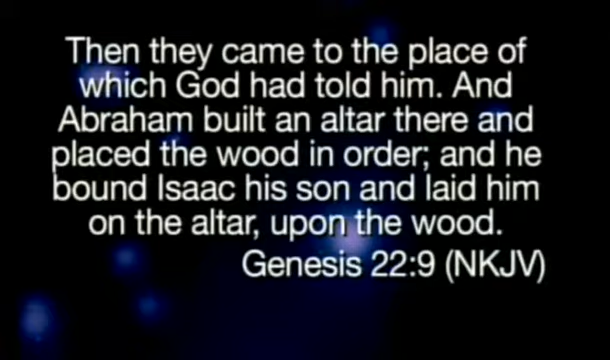 Then they came to the place of
which God had told him. And
Abraham built an altar there and
placed the wood in order; and he
bound Isaac his son and laid him
on the altar, upon the wood.
Genesis 22:9 (NKJV)